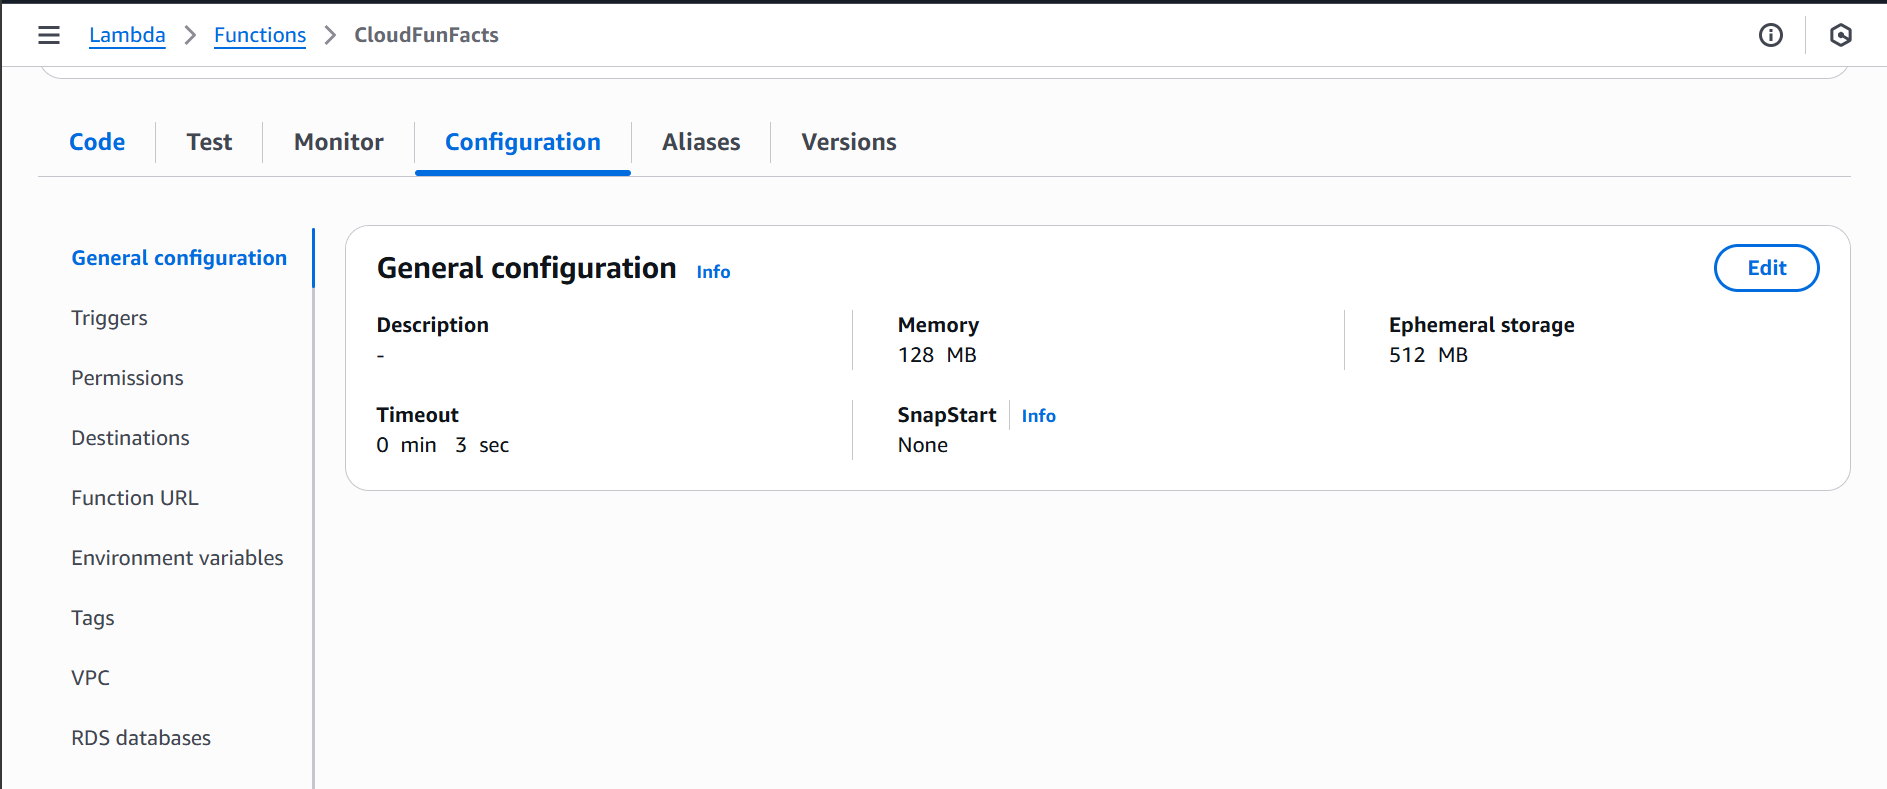 Lambda > Functions > CloudFunFacts
Code Test Monitor Configuration Aliases Versions
General configuration
Triggers
Permissions
Destinations
Function URL
Environment variables
Tags
VPC
RDS databases
General configuration Info
Edit
Description
-
Memory
128 MB
Ephemeral storage
512 MB
Timeout
0 min 3 sec
SnapStart Info
None